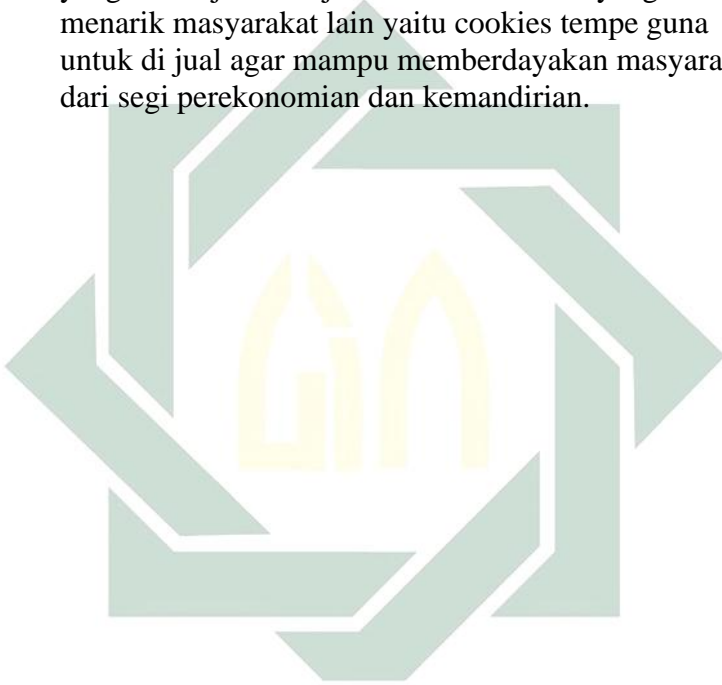 menarik masyarakat lain yaitu cookies tempe guna
untuk di jual agar mampu memberdayakan masyara
dari segi perekonomian dan kemandirian.